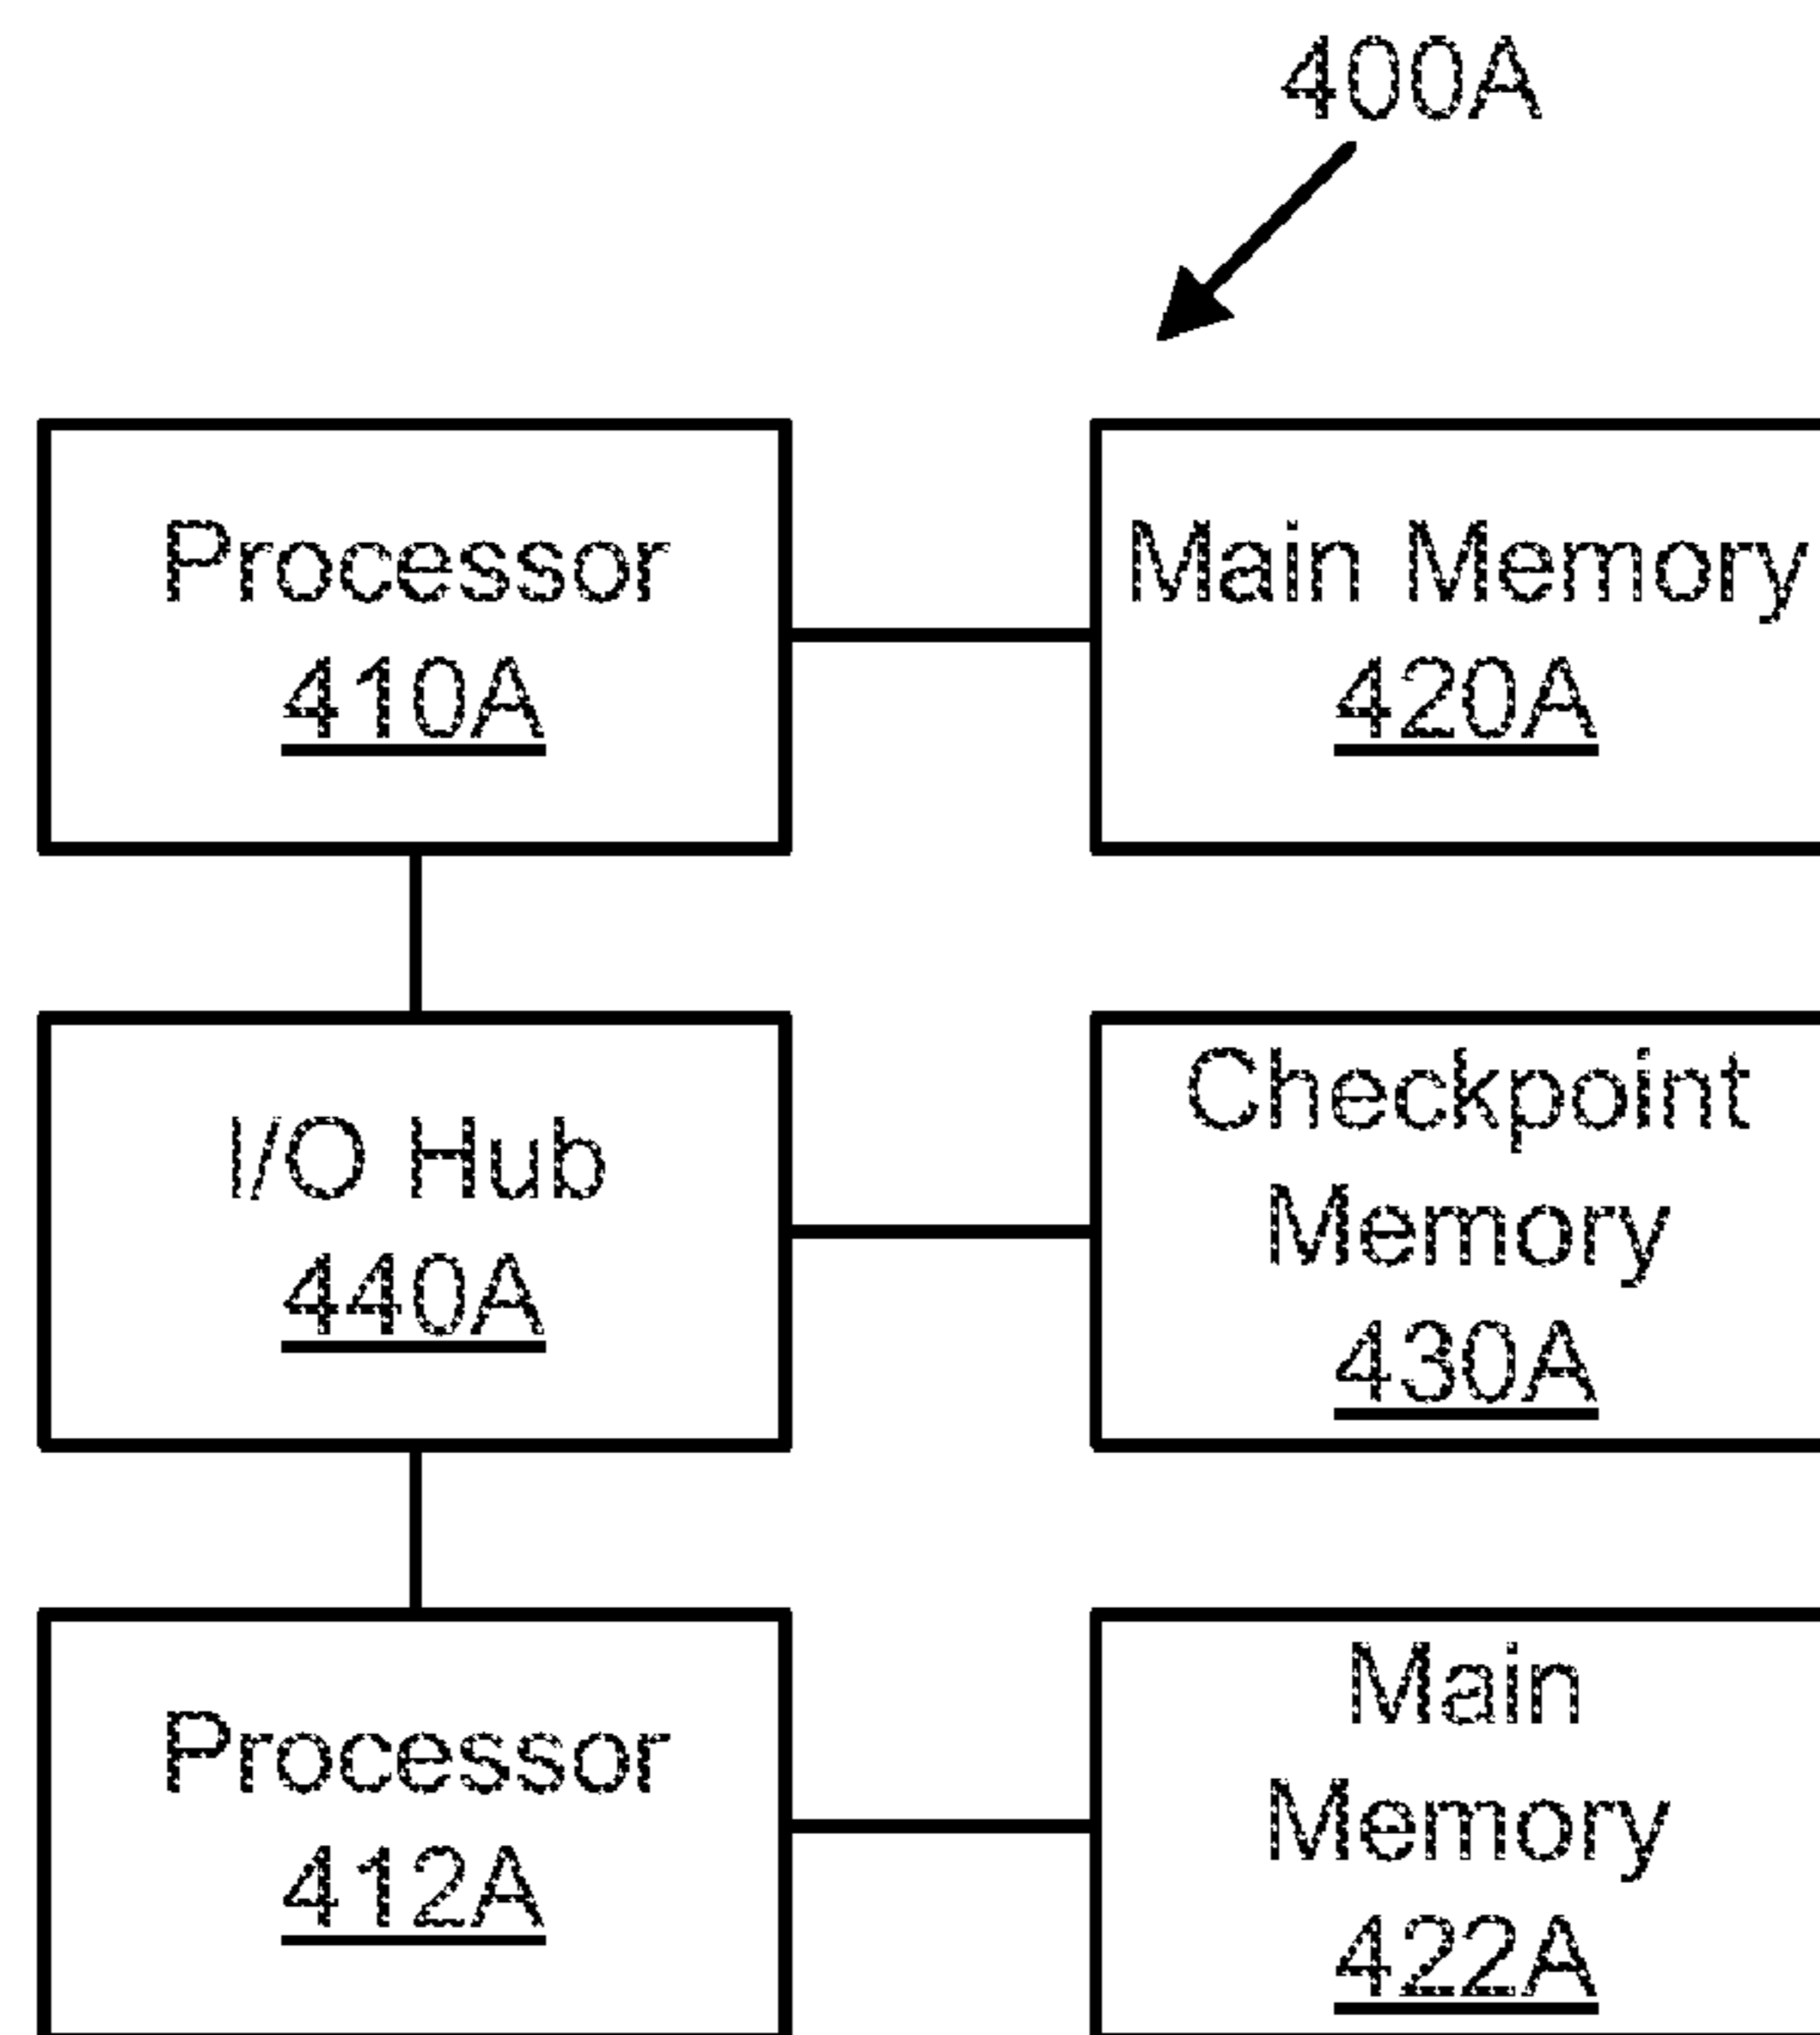 400A
Processor
410A
Main Memory
420A
I/O Hub
440A
Checkpoint
Memory
430A
Processor
412A
Main
Memory
422A